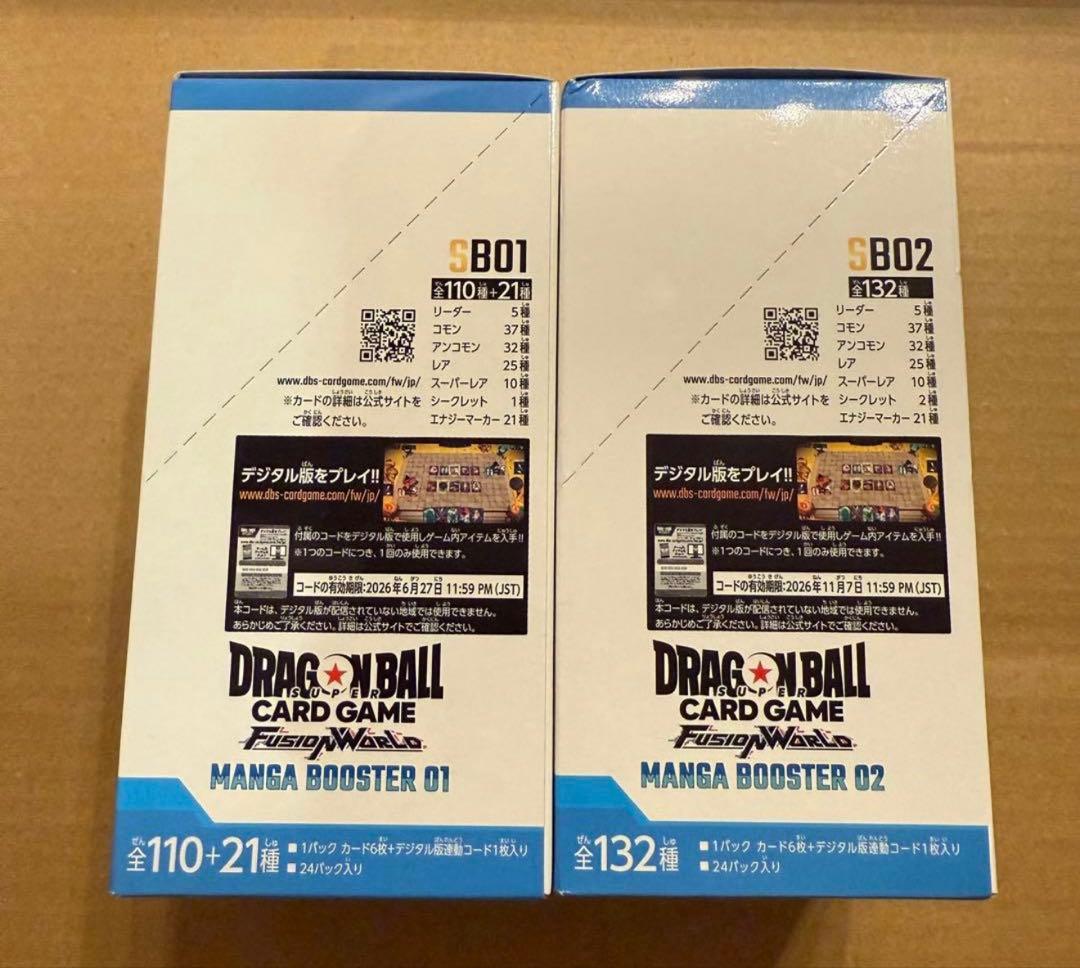 SB01
全110種+21種
リーダー 5種
コモン 37種
アンコモン 32種
レア 25種
www.dbs-cardgame.com/fw/jp/ スーパーレア 10種
※カードの詳細は公式サイトを シークレット 1種
ご確認ください。 エナジーマーカー 21種
デジタル版をプレイ!!
www.dbs-cardgame.com/fw/jp/
付属のコードをデジタル版で使用しゲーム内アイテムを入手!!
※1つのコードにつき、1回のみ使用できます。
コードの有効期限:2026年6月27日 11:59 PM (JST)
本コードは、デジタル版が配信されていない地域では使用できません。
あらかじめご了承ください。詳細は公式サイトでご確認ください。
DRAGON BALL
SUPER
CARD GAME
FUSION WORLD
MANGA BOOSTER 01
全110+21種
■1パック カード6枚+デジタル版連動コード1枚入り
■24パック入り
SB02
全132種
リーダー 5種
コモン 37種
アンコモン 32種
レア 25種
www.dbs-cardgame.com/fw/jp/ スーパーレア 10種
※カードの詳細は公式サイトを シークレット 2種
ご確認ください。 エナジーマーカー 21種
デジタル版をプレイ!!
www.dbs-cardgame.com/fw/jp/
付属のコードをデジタル版で使用しゲーム内アイテムを入手!!
※1つのコードにつき、1回のみ使用できます。
コードの有効期限:2026年11月7日 11:59 PM (JST)
本コードは、デジタル版が配信されていない地域では使用できません。
あらかじめご了承ください。詳細は公式サイトでご確認ください。
DRAGON BALL
SUPER
CARD GAME
FUSION WORLD
MANGA BOOSTER 02
全132種
■1パック カード6枚+デジタル版連動コード1枚入り
■24パック入り